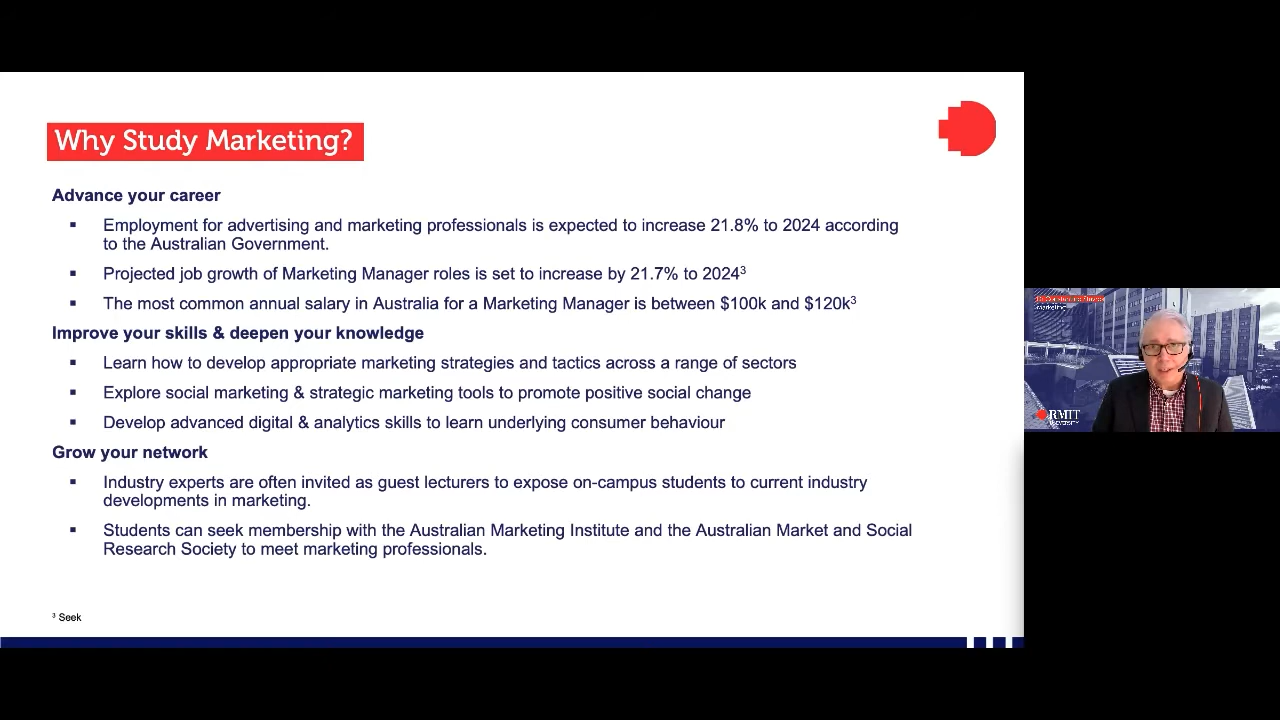 Why Study Marketing?
Advance your career
▪ Employment for advertising and marketing professionals is expected to increase 21.8% to 2024 according
to the Australian Government.
▪ Projected job growth of Marketing Manager roles is set to increase by 21.7% to 2024³
▪ The most common annual salary in Australia for a Marketing Manager is between $100k and $120k³
Improve your skills & deepen your knowledge
▪ Learn how to develop appropriate marketing strategies and tactics across a range of sectors
▪ Explore social marketing & strategic marketing tools to promote positive social change
▪ Develop advanced digital & analytics skills to learn underlying consumer behaviour
Grow your network
▪ Industry experts are often invited as guest lecturers to expose on-campus students to current industry
developments in marketing.
▪ Students can seek membership with the Australian Marketing Institute and the Australian Market and Social
Research Society to meet marketing professionals.
³ Seek
Marketing
RMIT
UNIVERSITY